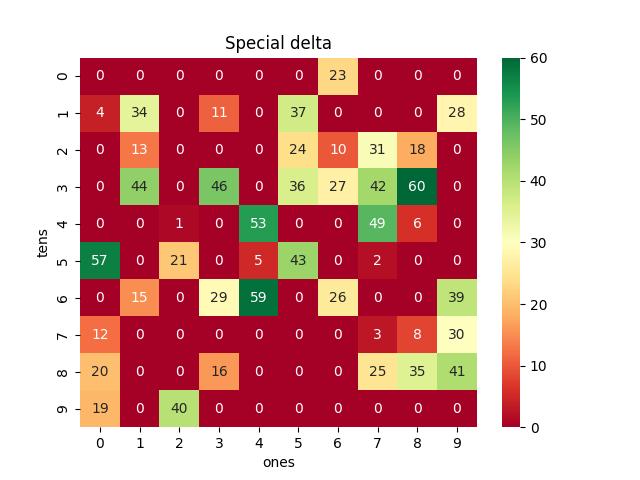 Special delta
0 0 0 0 0 0 0 23 0 0 0 60
1 4 34 0 11 0 37 0 0 0 28 50
2 0 13 0 0 0 24 10 31 18 0
3 0 44 0 46 0 36 27 42 60 0 40
tens 4 0 0 1 0 53 0 0 49 6 0 30
5 57 0 21 0 5 43 0 2 0 0
6 0 15 0 29 59 0 26 0 0 39 20
7 12 0 0 0 0 0 0 3 8 30 10
8 20 0 0 16 0 0 0 25 35 41
9 19 0 40 0 0 0 0 0 0 0 0
0 1 2 3 4 5 6 7 8 9
ones